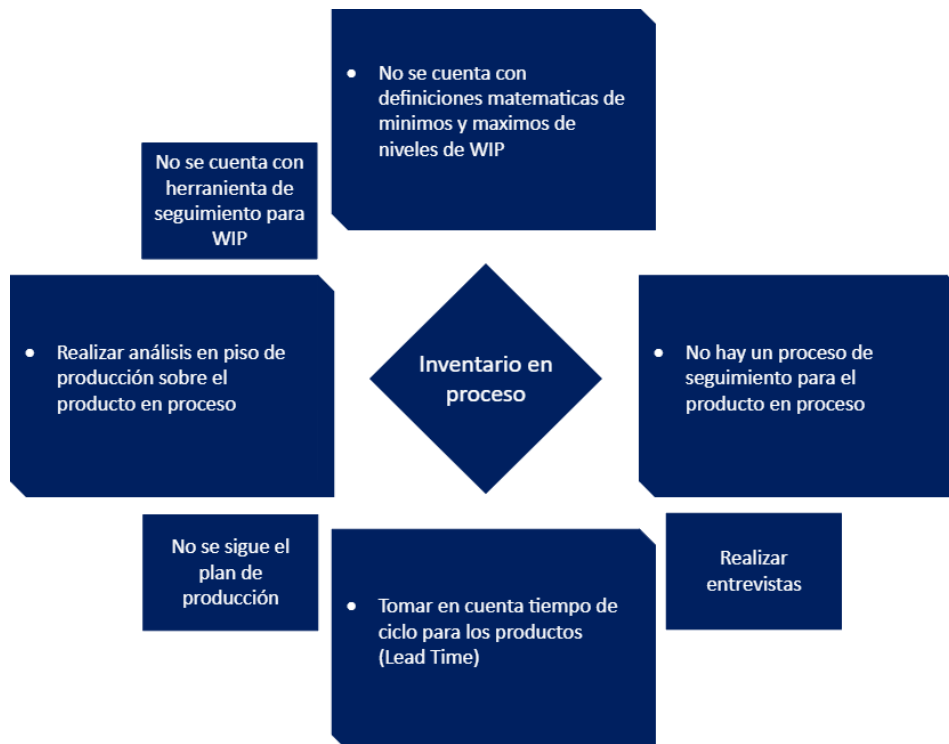 • No se cuenta con
definiciones matematicas de
minimos y maximos de
niveles de WIP
No se cuenta con
herranienta de
seguimiento para
WIP
• Realizar análisis en piso de
producción sobre el
producto en proceso
Inventario en
proceso
• No hay un proceso de
seguimiento para el
producto en proceso
No se sigue el
plan de
producción
• Tomar en cuenta tiempo de
ciclo para los productos
(Lead Time)
Realizar
entrevistas